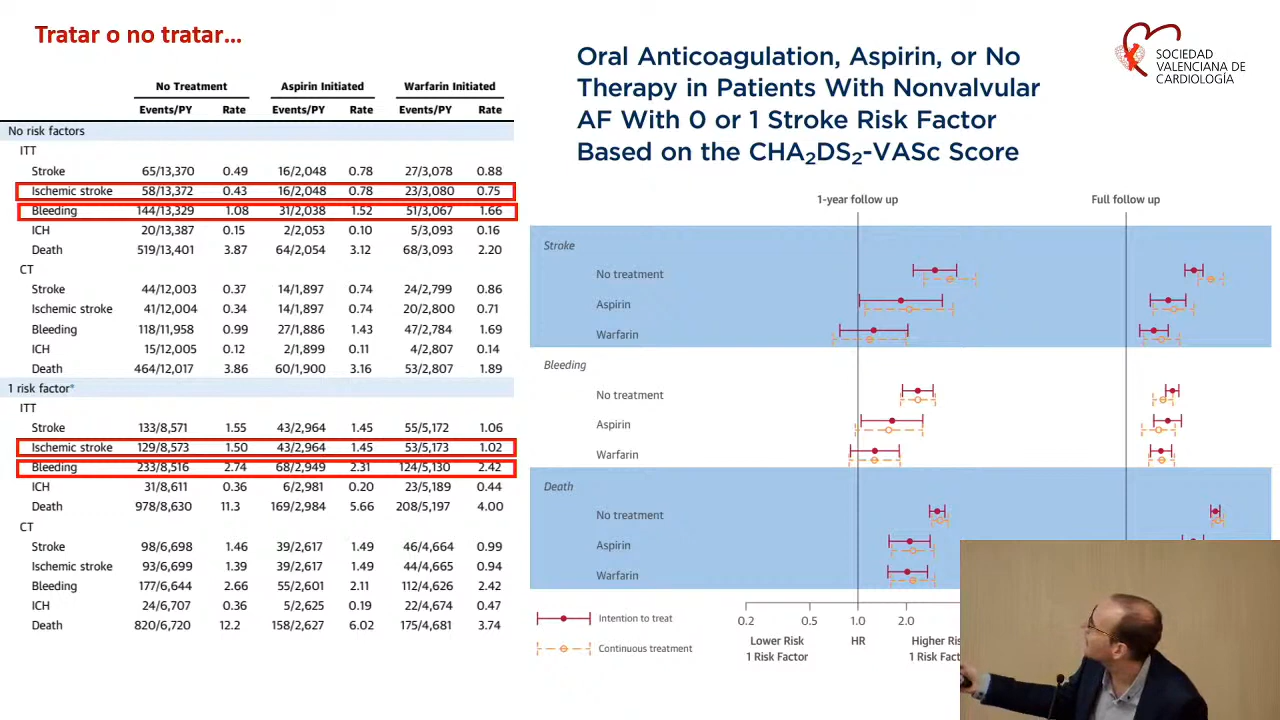 Tratar o no tratar...
No Treatment Aspirin Initiated Warfarin Initiated
Events/PY Rate Events/PY Rate Events/PY Rate
No risk factors
ITT
Stroke 65/13,370 0.49 16/2,048 0.78 27/3,078 0.88
Ischemic stroke 58/13,372 0.43 16/2,048 0.78 23/3,080 0.75
Bleeding 144/13,329 1.08 31/2,038 1.52 51/3,067 1.66
ICH 20/13,387 0.15 2/2,053 0.10 5/3,093 0.16
Death 519/13,401 3.87 64/2,054 3.12 68/3,093 2.20
CT
Stroke 44/12,003 0.37 14/1,897 0.74 24/2,799 0.86
Ischemic stroke 41/12,004 0.34 14/1,897 0.74 20/2,800 0.71
Bleeding 118/11,958 0.99 27/1,886 1.43 47/2,784 1.69
ICH 15/12,005 0.12 2/1,899 0.11 4/2,807 0.14
Death 464/12,017 3.86 60/1,900 3.16 53/2,807 1.89
1 risk factor*
ITT
Stroke 133/8,571 1.55 43/2,964 1.45 55/5,172 1.06
Ischemic stroke 129/8,573 1.50 43/2,964 1.45 53/5,173 1.02
Bleeding 233/8,516 2.74 68/2,949 2.31 124/5,130 2.42
ICH 31/8,611 0.36 6/2,981 0.20 23/5,189 0.44
Death 978/8,630 11.3 169/2,984 5.66 208/5,197 4.00
CT
Stroke 98/6,698 1.46 39/2,617 1.49 46/4,664 0.99
Ischemic stroke 93/6,699 1.39 39/2,617 1.49 44/4,665 0.94
Bleeding 177/6,644 2.66 55/2,601 2.11 112/4,626 2.42
ICH 24/6,707 0.36 5/2,625 0.19 22/4,674 0.47
Death 820/6,720 12.2 158/2,627 6.02 175/4,681 3.74
Oral Anticoagulation, Aspirin, or No
Therapy in Patients With Nonvalvular
AF With 0 or 1 Stroke Risk Factor
Based on the CHA₂DS₂-VASc Score
SOCIEDAD
VALENCIANA DE
CARDIOLOGÍA
1-year follow up Full follow up
Stroke
No treatment
Aspirin
Warfarin
Bleeding
No treatment
Aspirin
Warfarin
Death
No treatment
Aspirin
Warfarin
Intention to treat
Continuous treatment
0.2 0.5 1.0 2.0
Lower Risk HR Higher
1 Risk Factor 1 Risk